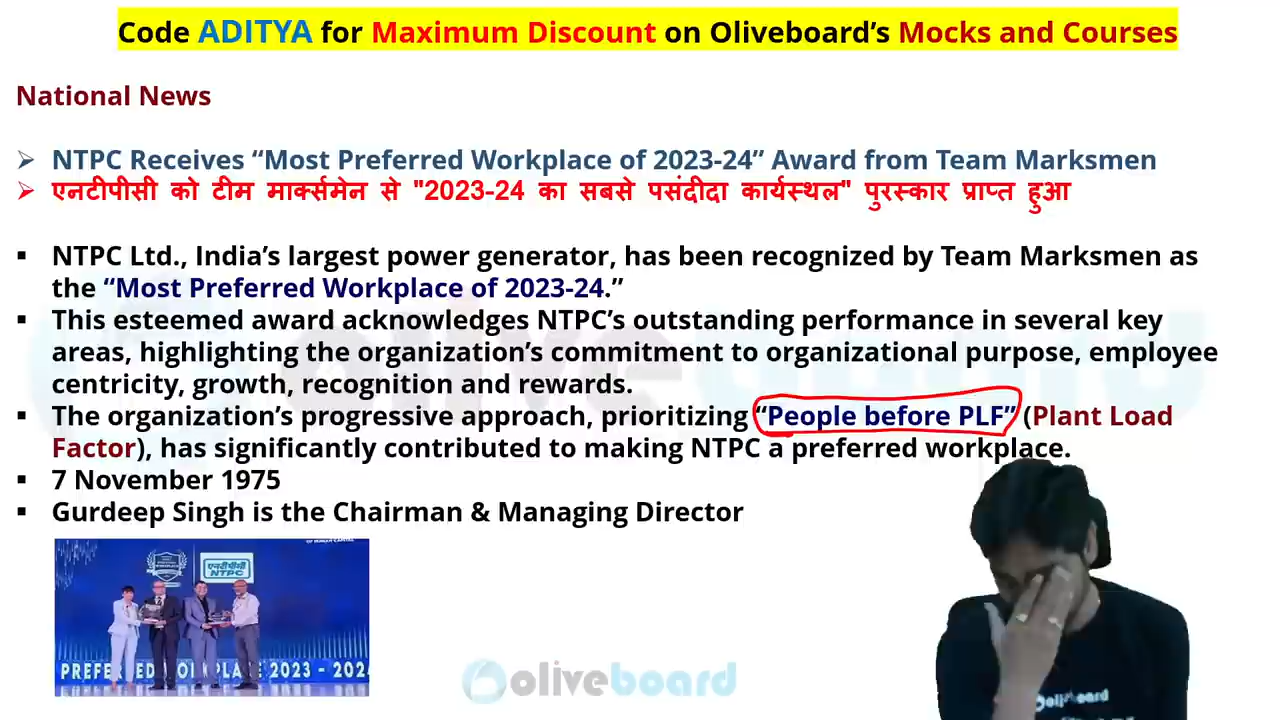 Code ADITYA for Maximum Discount on Oliveboard’s Mocks and Courses
National News
NTPC Receives “Most Preferred Workplace of 2023-24” Award from Team Marksmen
एनटीपीसी को टीम मार्क्समेन से "2023-24 का सबसे पसंदीदा कार्यस्थल" पुरस्कार प्राप्त हुआ
NTPC Ltd., India’s largest power generator, has been recognized by Team Marksmen as
the “Most Preferred Workplace of 2023-24.”
This esteemed award acknowledges NTPC’s outstanding performance in several key
areas, highlighting the organization’s commitment to organizational purpose, employee
centricity, growth, recognition and rewards.
The organization’s progressive approach, prioritizing “People before PLF” (Plant Load
Factor), has significantly contributed to making NTPC a preferred workplace.
7 November 1975
Gurdeep Singh is the Chairman & Managing Director
एनटीपीसी
NTPC
PREFERRED WORKPLACE 2023 - 2024
oliveboard
oliveboard